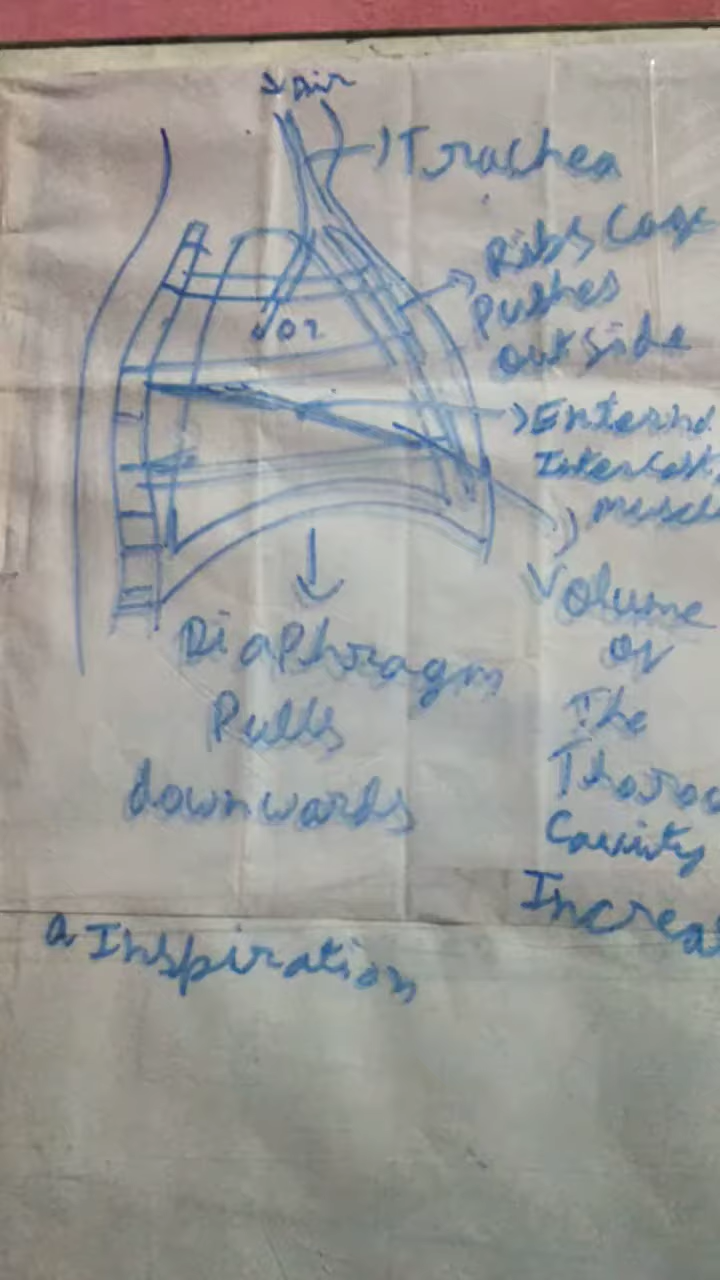 Air
Trachea
Ribs Cage
Pushes
outside
O2
External
Intercost
muscl
Volume
of
The
Thorac
Cavity
Increa
Diaphragm
Pulls
downwards
a Inspiration